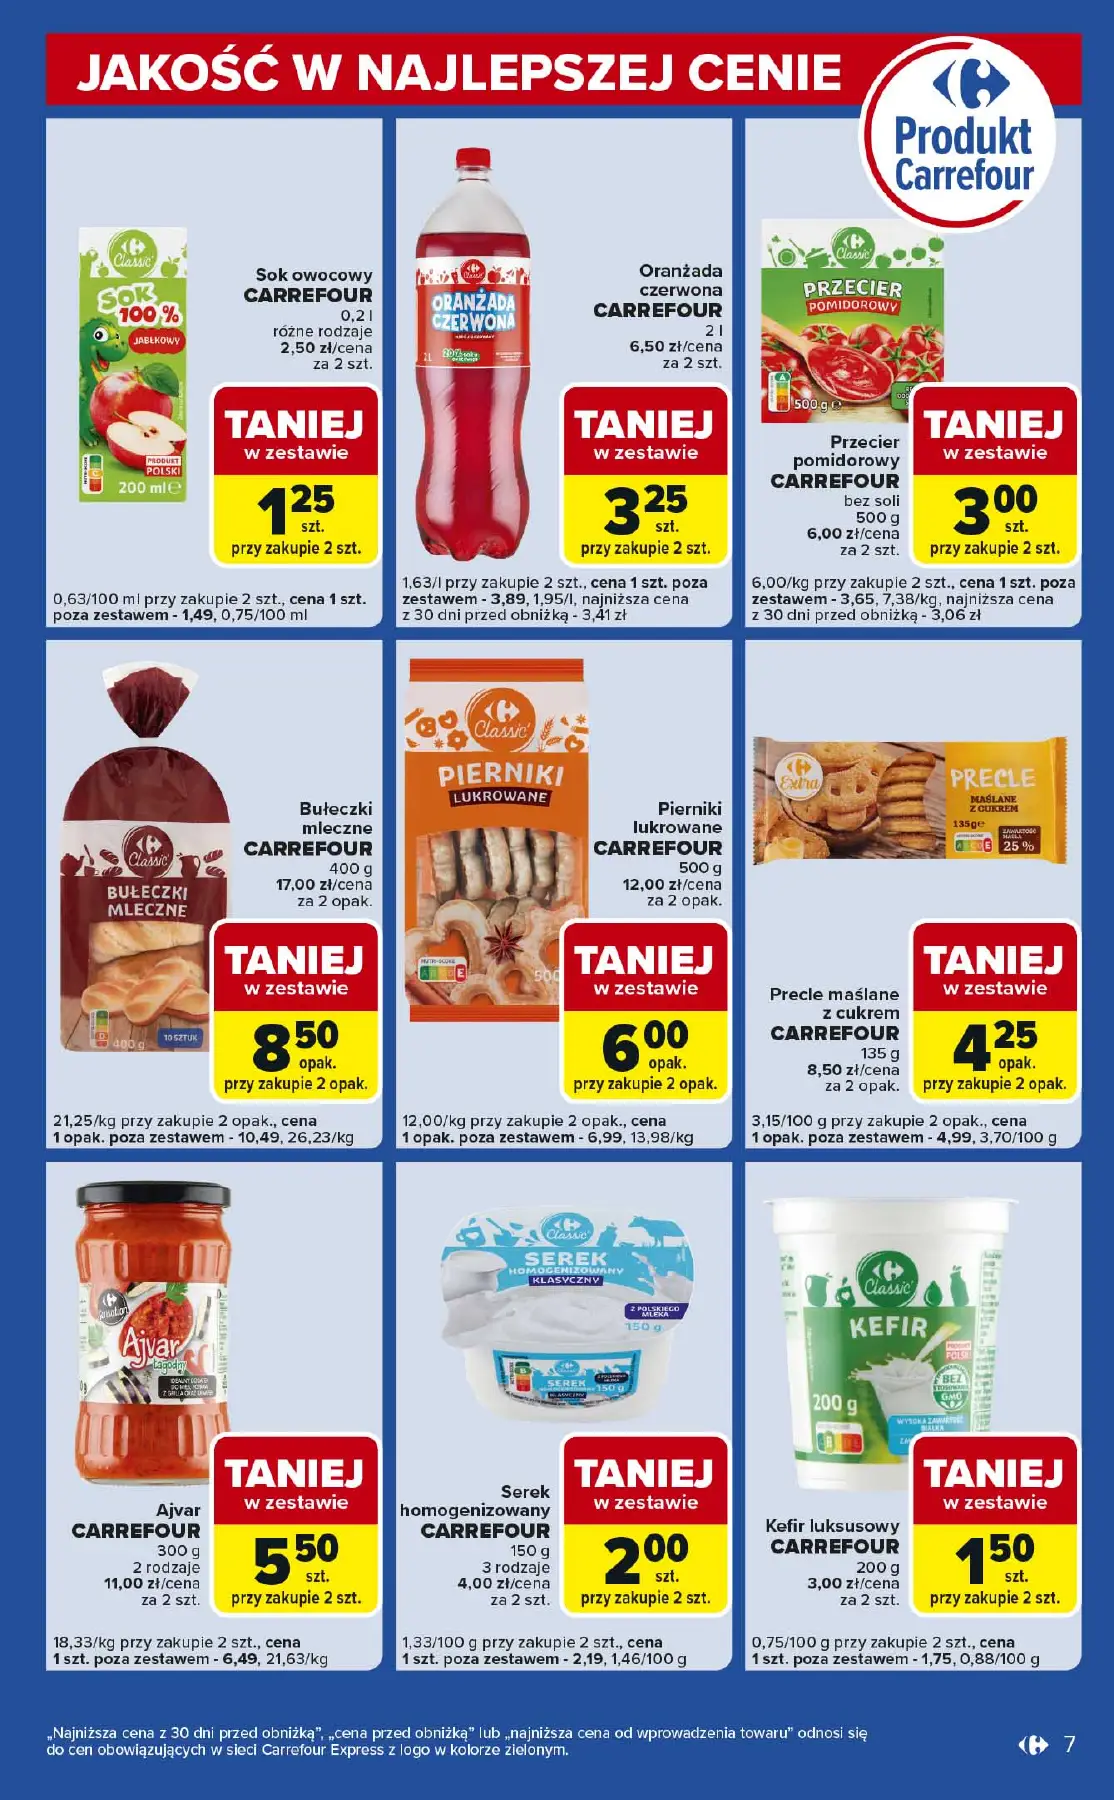 JAKOŚĆ W NAJLEPSZEJ CENIE
Produkt
Carrefour
Classic'
SOK
100 %
JABŁKOWY
PRODUKT
POLSKI
200 ml e
Sok owocowy
CARREFOUR
0,2 l
różne rodzaje
2,50 zł/cena
za 2 szt.
TANIEJ
w zestawie
1 25
szt.
przy zakupie 2 szt.
0,63/100 ml przy zakupie 2 szt., cena 1 szt.
poza zestawem - 1,49, 0,75/100 ml
Classic'
ORANŻADA
CZERWONA
2L
Oranżada
czerwona
CARREFOUR
2 l
6,50 zł/cena
za 2 szt.
TANIEJ
w zestawie
3 25
szt.
przy zakupie 2 szt.
1,63/l przy zakupie 2 szt., cena 1 szt. poza
zestawem - 3,89, 1,95/l, najniższa cena
z 30 dni przed obniżką - 3,41 zł
Classic'
PRZECIER
POMIDOROWY
500 g e
Przecier
pomidorowy
CARREFOUR
bez soli
500 g
6,00 zł/cena
za 2 szt.
TANIEJ
w zestawie
3 00
szt.
przy zakupie 2 szt.
6,00/kg przy zakupie 2 szt., cena 1 szt. poza
zestawem - 3,65, 7,38/kg, najniższa cena
z 30 dni przed obniżką - 3,06 zł
Classic'
BUŁECZKI
MLECZNE
10 SZTUK
400 g
Bułeczki
mleczne
CARREFOUR
400 g
17,00 zł/cena
za 2 opak.
TANIEJ
w zestawie
8 50
opak.
przy zakupie 2 opak.
21,25/kg przy zakupie 2 opak., cena
1 opak. poza zestawem - 10,49, 26,23/kg
Classic'
PIERNIKI
LUKROWANE
NUTRI-SCORE
500
Pierniki
lukrowane
CARREFOUR
500 g
12,00 zł/cena
za 2 opak.
TANIEJ
w zestawie
6 00
opak.
przy zakupie 2 opak.
12,00/kg przy zakupie 2 opak., cena
1 opak. poza zestawem - 6,99, 13,98/kg
Extra
PRECLE
MAŚLANE
Z CUKREM
135g e
ZAWARTOŚĆ
MASŁA
25 %
Precle maślane
z cukrem
CARREFOUR
135 g
8,50 zł/cena
za 2 opak.
TANIEJ
w zestawie
4 25
opak.
przy zakupie 2 opak.
3,15/100 g przy zakupie 2 opak., cena
1 opak. poza zestawem - 4,99, 3,70/100 g
Sensation
Ajvar
Łagodny
Ajvar
CARREFOUR
300 g
2 rodzaje
11,00 zł/cena
za 2 szt.
TANIEJ
w zestawie
5 50
szt.
przy zakupie 2 szt.
18,33/kg przy zakupie 2 szt., cena
1 szt. poza zestawem - 6,49, 21,63/kg
Classic'
SEREK
HOMOGENIZOWANY
KLASYCZNY
Z POLSKIEGO
MLEKA
150 g
SEREK
HOMOGENIZOWANY
KLASYCZNY
150 g
Serek
homogenizowany
CARREFOUR
150 g
3 rodzaje
4,00 zł/cena
za 2 szt.
TANIEJ
w zestawie
2 00
szt.
przy zakupie 2 szt.
1,33/100 g przy zakupie 2 szt., cena
1 szt. poza zestawem - 2,19, 1,46/100 g
Classic'
KEFIR
PRODUKT
POLSKI
BEZ
STOSOWANIA
GMO
200 g
WYSOKA ZAWARTOŚĆ
BIAŁKA
Kefir luksusowy
CARREFOUR
200 g
3,00 zł/cena
za 2 szt.
TANIEJ
w zestawie
1 50
szt.
przy zakupie 2 szt.
0,75/100 g przy zakupie 2 szt., cena
1 szt. poza zestawem - 1,75, 0,88/100 g
„Najniższa cena z 30 dni przed obniżką”, „cena przed obniżką” lub „najniższa cena od wprowadzenia towaru” odnosi się
do cen obowiązujących w sieci Carrefour Express z logo w kolorze zielonym.
7